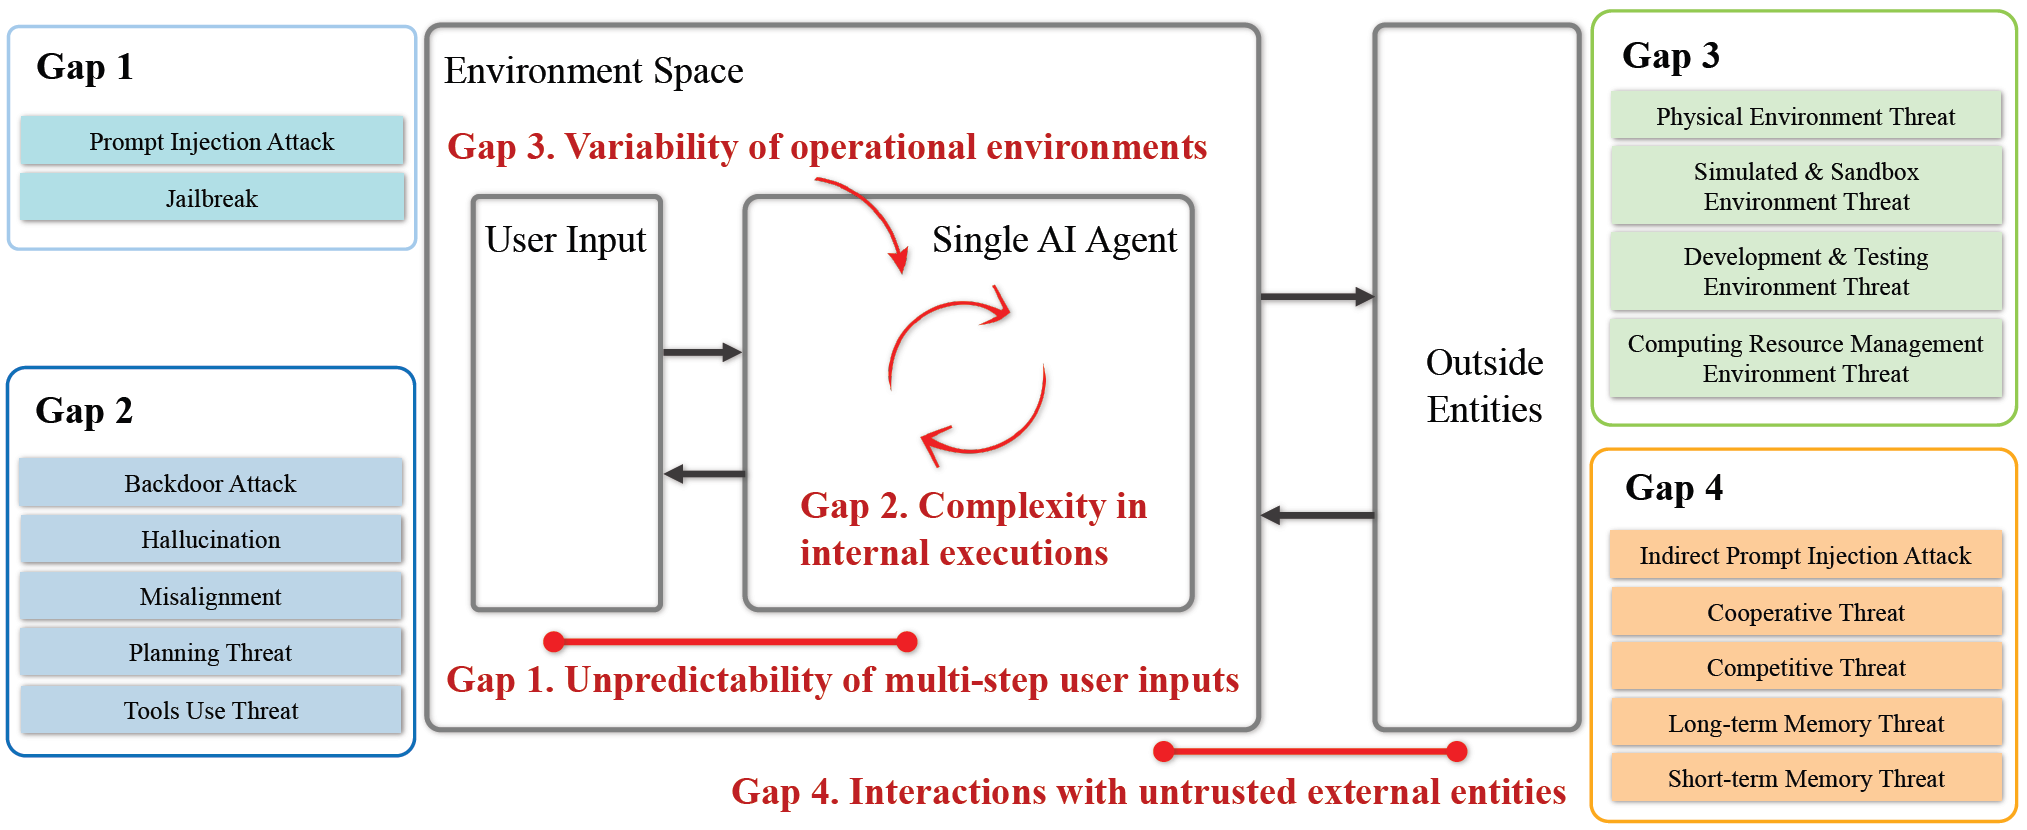 Gap 1
Prompt Injection Attack
Jailbreak
Gap 2
Backdoor Attack
Hallucination
Misalignment
Planning Threat
Tools Use Threat
Environment Space
Gap 3. Variability of operational environments
User Input
Single AI Agent
Gap 2. Complexity in
internal executions
Gap 1. Unpredictability of multi-step user inputs
Outside
Entities
Gap 4. Interactions with untrusted external entities
Gap 3
Physical Environment Threat
Simulated & Sandbox
Environment Threat
Development & Testing
Environment Threat
Computing Resource Management
Environment Threat
Gap 4
Indirect Prompt Injection Attack
Cooperative Threat
Competitive Threat
Long-term Memory Threat
Short-term Memory Threat